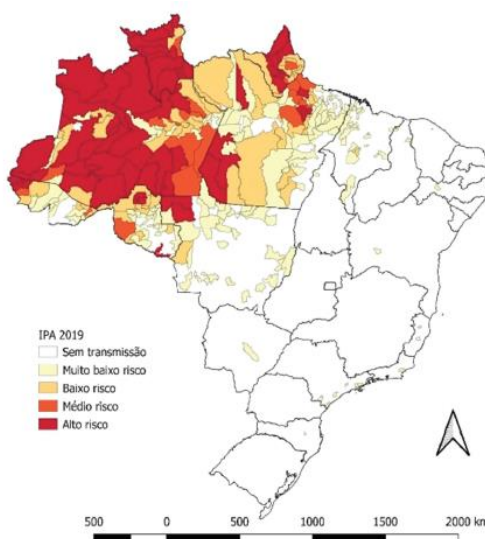 IPA 2019
Sem transmissão
Muito baixo risco
Baixo risco
Médio risco
Alto risco
500 0 500 1000 1500 2000 km